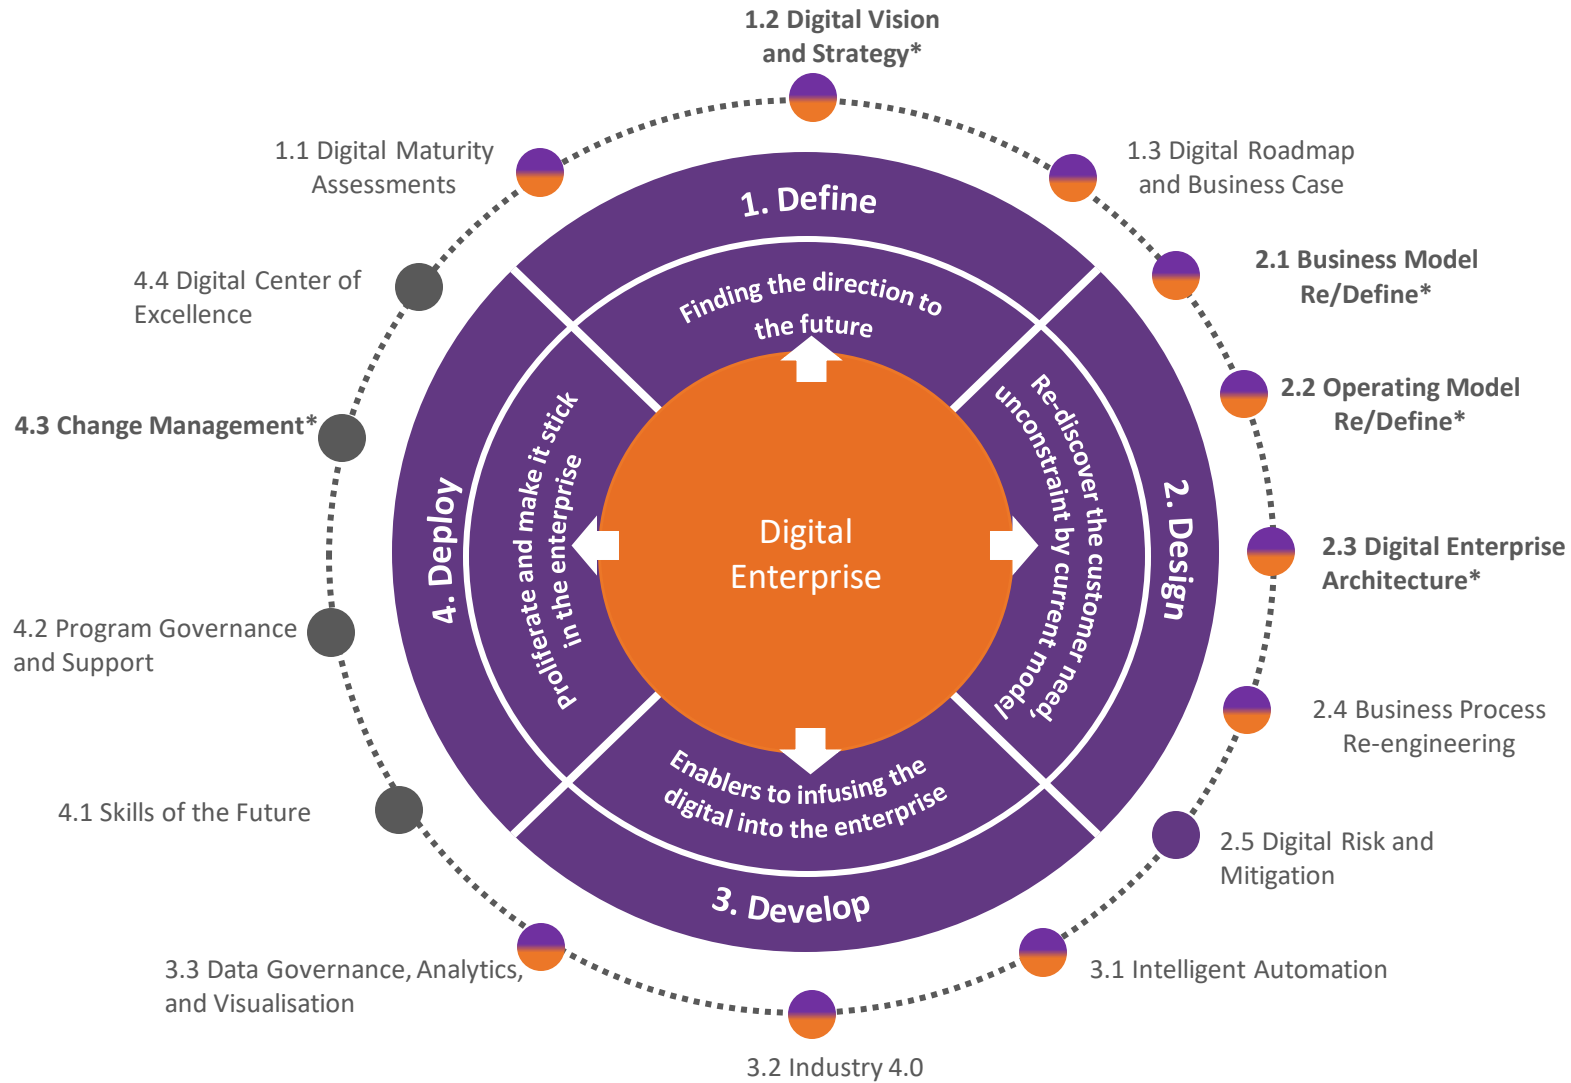 1.2 Digital Vision
and Strategy*
1.1 Digital Maturity
Assessments
1.3 Digital Roadmap
and Business Case
4.4 Digital Center of
Excellence
2.1 Business Model
Re/Define*
4.3 Change Management*
2.2 Operating Model
Re/Define*
2.3 Digital Enterprise
Architecture*
4.2 Program Governance
and Support
2.4 Business Process
Re-engineering
4.1 Skills of the Future
2.5 Digital Risk and
Mitigation
3.3 Data Governance, Analytics,
and Visualisation
3.1 Intelligent Automation
3.2 Industry 4.0
1. Define
Finding the direction to
the future
2. Design
Re-discover the customer need,
unconstraint by current model
3. Develop
Enablers to infusing the
digital into the enterprise
4. Deploy
Proliferate and make it stick
in the enterprise
Digital
Enterprise